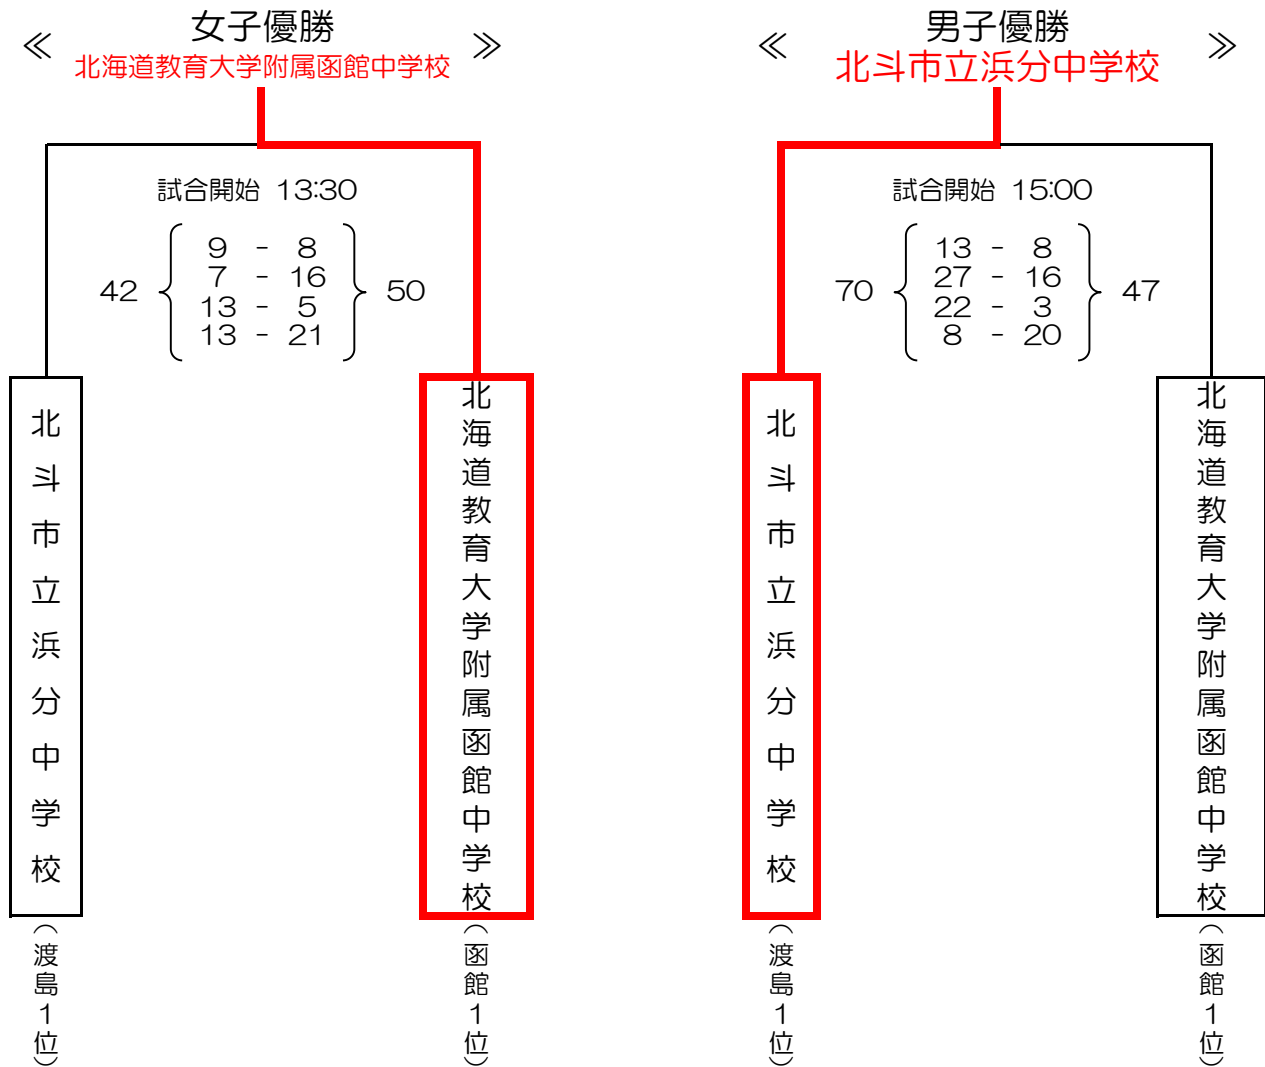 ≪ 女子優勝 ≫
北海道教育大学附属函館中学校
試合開始 13:30
9 - 8
7 - 16
42 { } 50
13 - 5
13 - 21
北斗市立浜分中学校
(渡島1位)
北海道教育大学附属函館中学校
(函館1位)
≪ 男子優勝 ≫
北斗市立浜分中学校
試合開始 15:00
13 - 8
27 - 16
70 { } 47
22 - 3
8 - 20
北斗市立浜分中学校
(渡島1位)
北海道教育大学附属函館中学校
(函館1位)